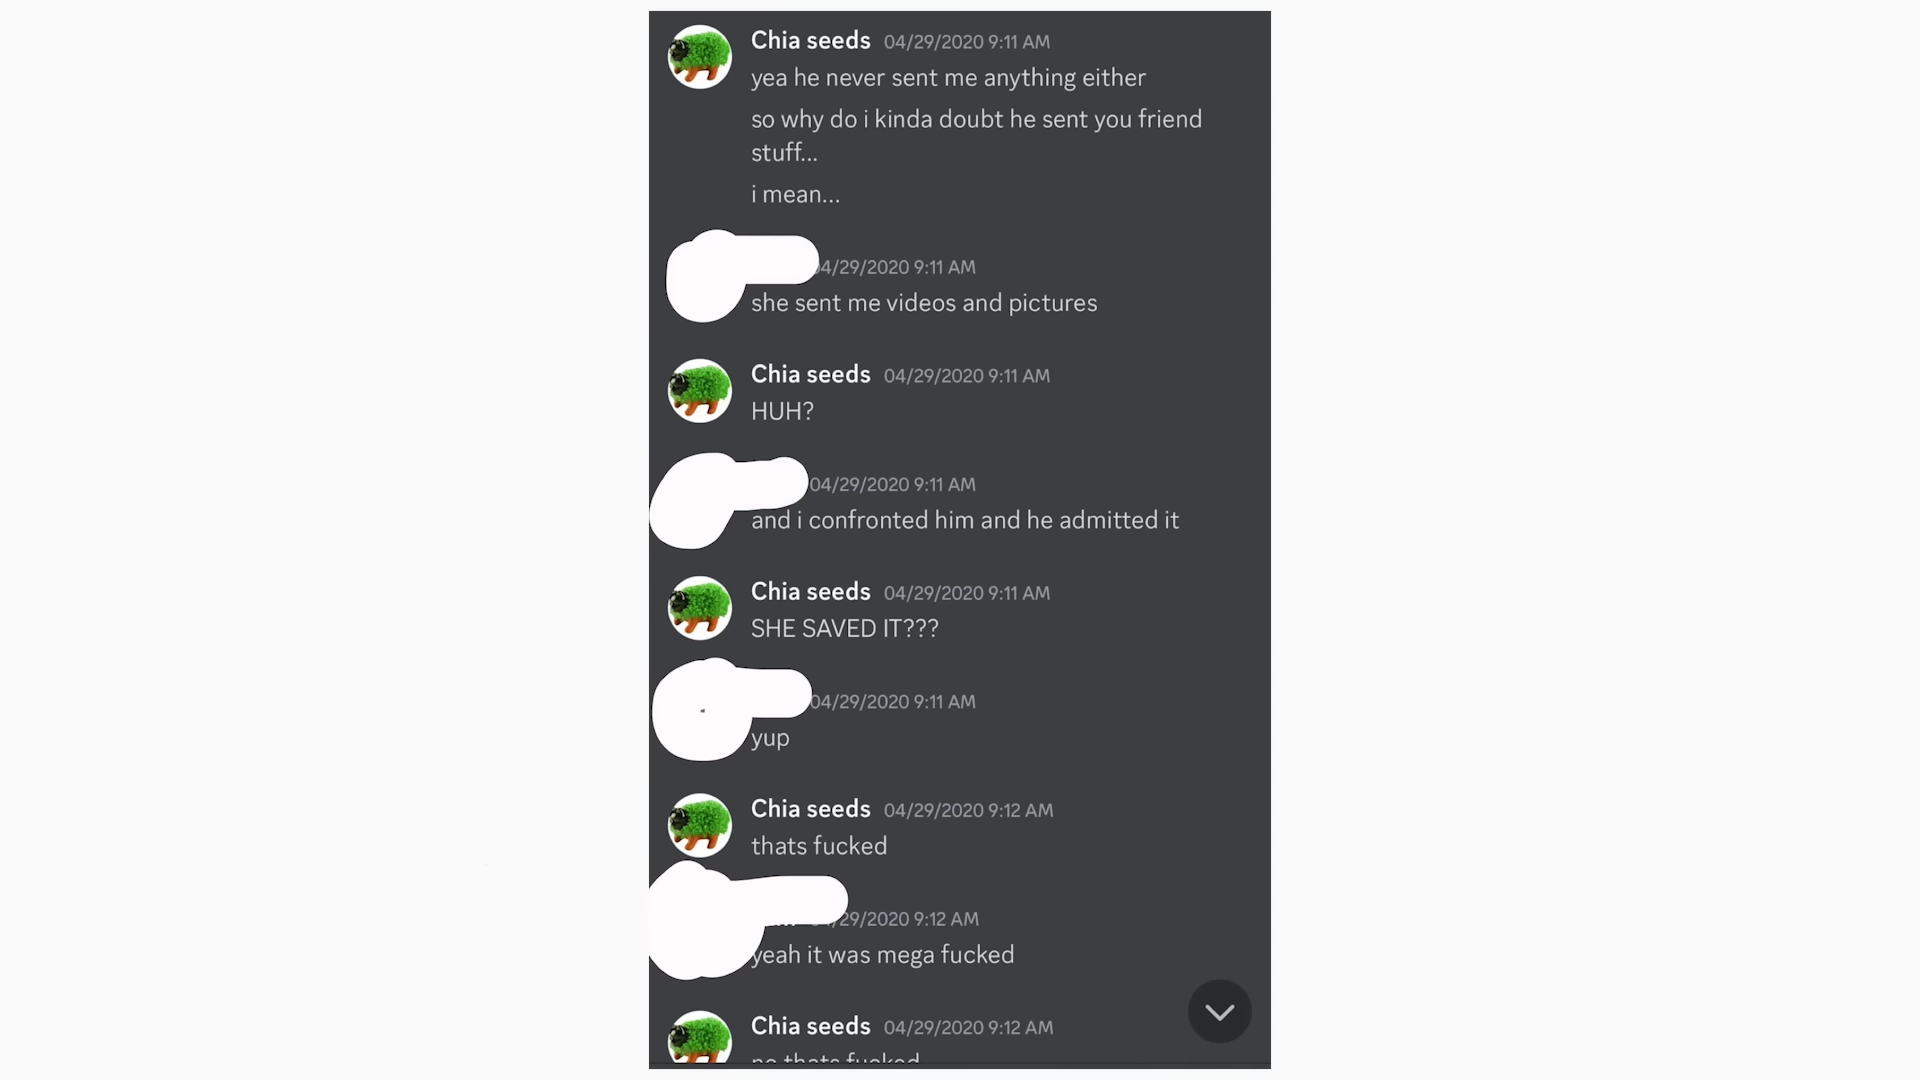 Chia seeds 04/29/2020 9:11 AM
yea he never sent me anything either
so why do i kinda doubt he sent you friend
stuff...
i mean...
4/29/2020 9:11 AM
she sent me videos and pictures
Chia seeds 04/29/2020 9:11 AM
HUH?
04/29/2020 9:11 AM
and i confronted him and he admitted it
Chia seeds 04/29/2020 9:11 AM
SHE SAVED IT???
04/29/2020 9:11 AM
yup
Chia seeds 04/29/2020 9:12 AM
thats fucked
/29/2020 9:12 AM
yeah it was mega fucked
Chia seeds 04/29/2020 9:12 AM
no thats fucked